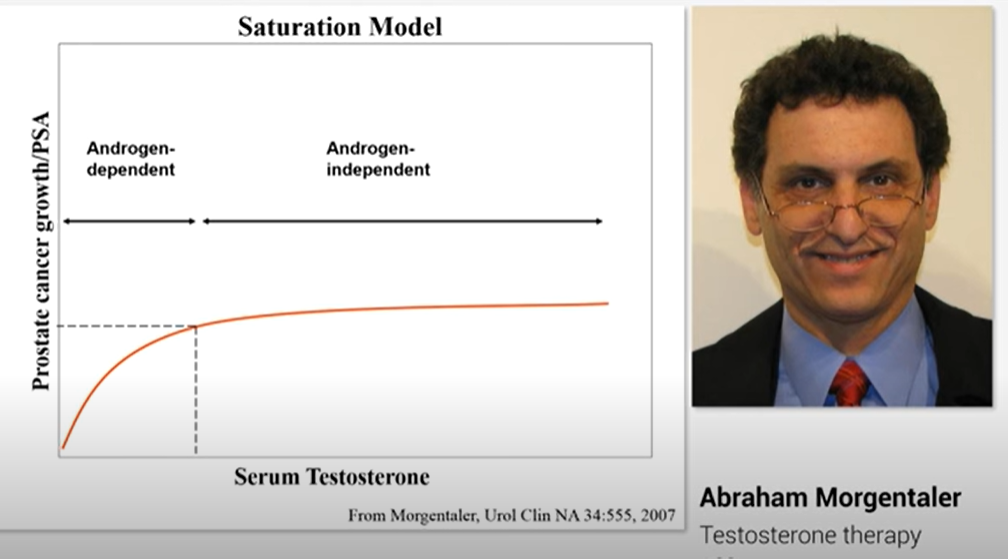 Saturation Model
Prostate cancer growth/PSA
Androgen-
dependent
Androgen-
independent
Serum Testosterone
From Morgentaler, Urol Clin NA 34:555, 2007
Abraham Morgentaler
Testosterone therapy